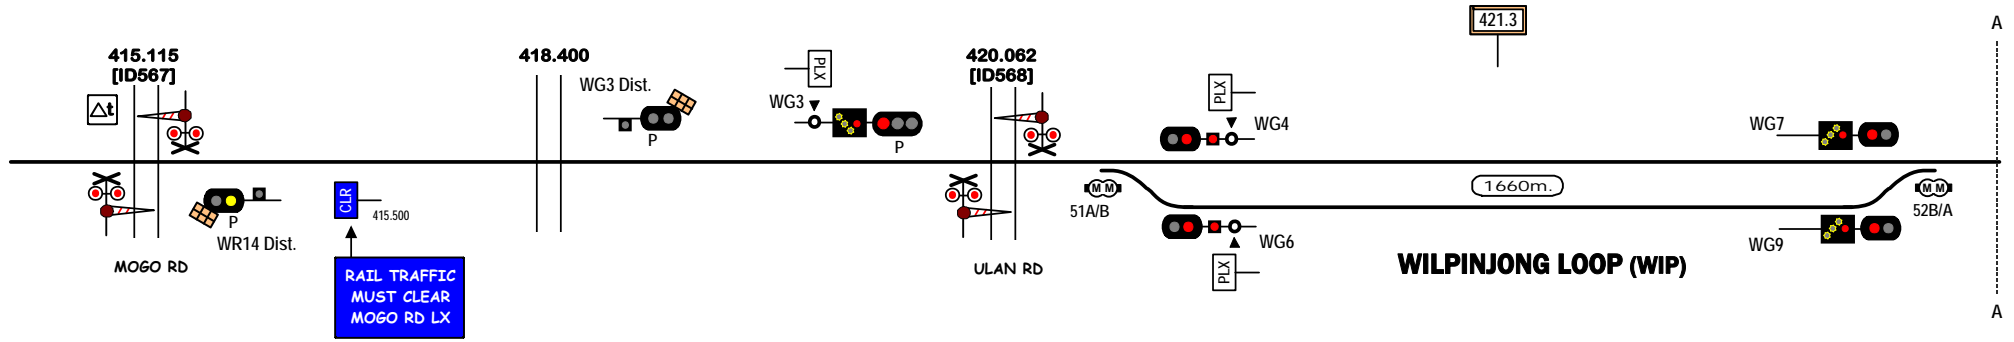 421.3
A
415.115
[ID567]
418.400
420.062
[ID568]
Δt
WG3 Dist.
PLX
WG3
PLX
WG4
WG7
P
P
CLR
415.500
P
WR14 Dist.
MOGO RD
RAIL TRAFFIC
MUST CLEAR
MOGO RD LX
ULAN RD
M M
51A/B
1660m.
M M
52B/A
WG6
PLX
WG9
WILPINJONG LOOP (WIP)
A